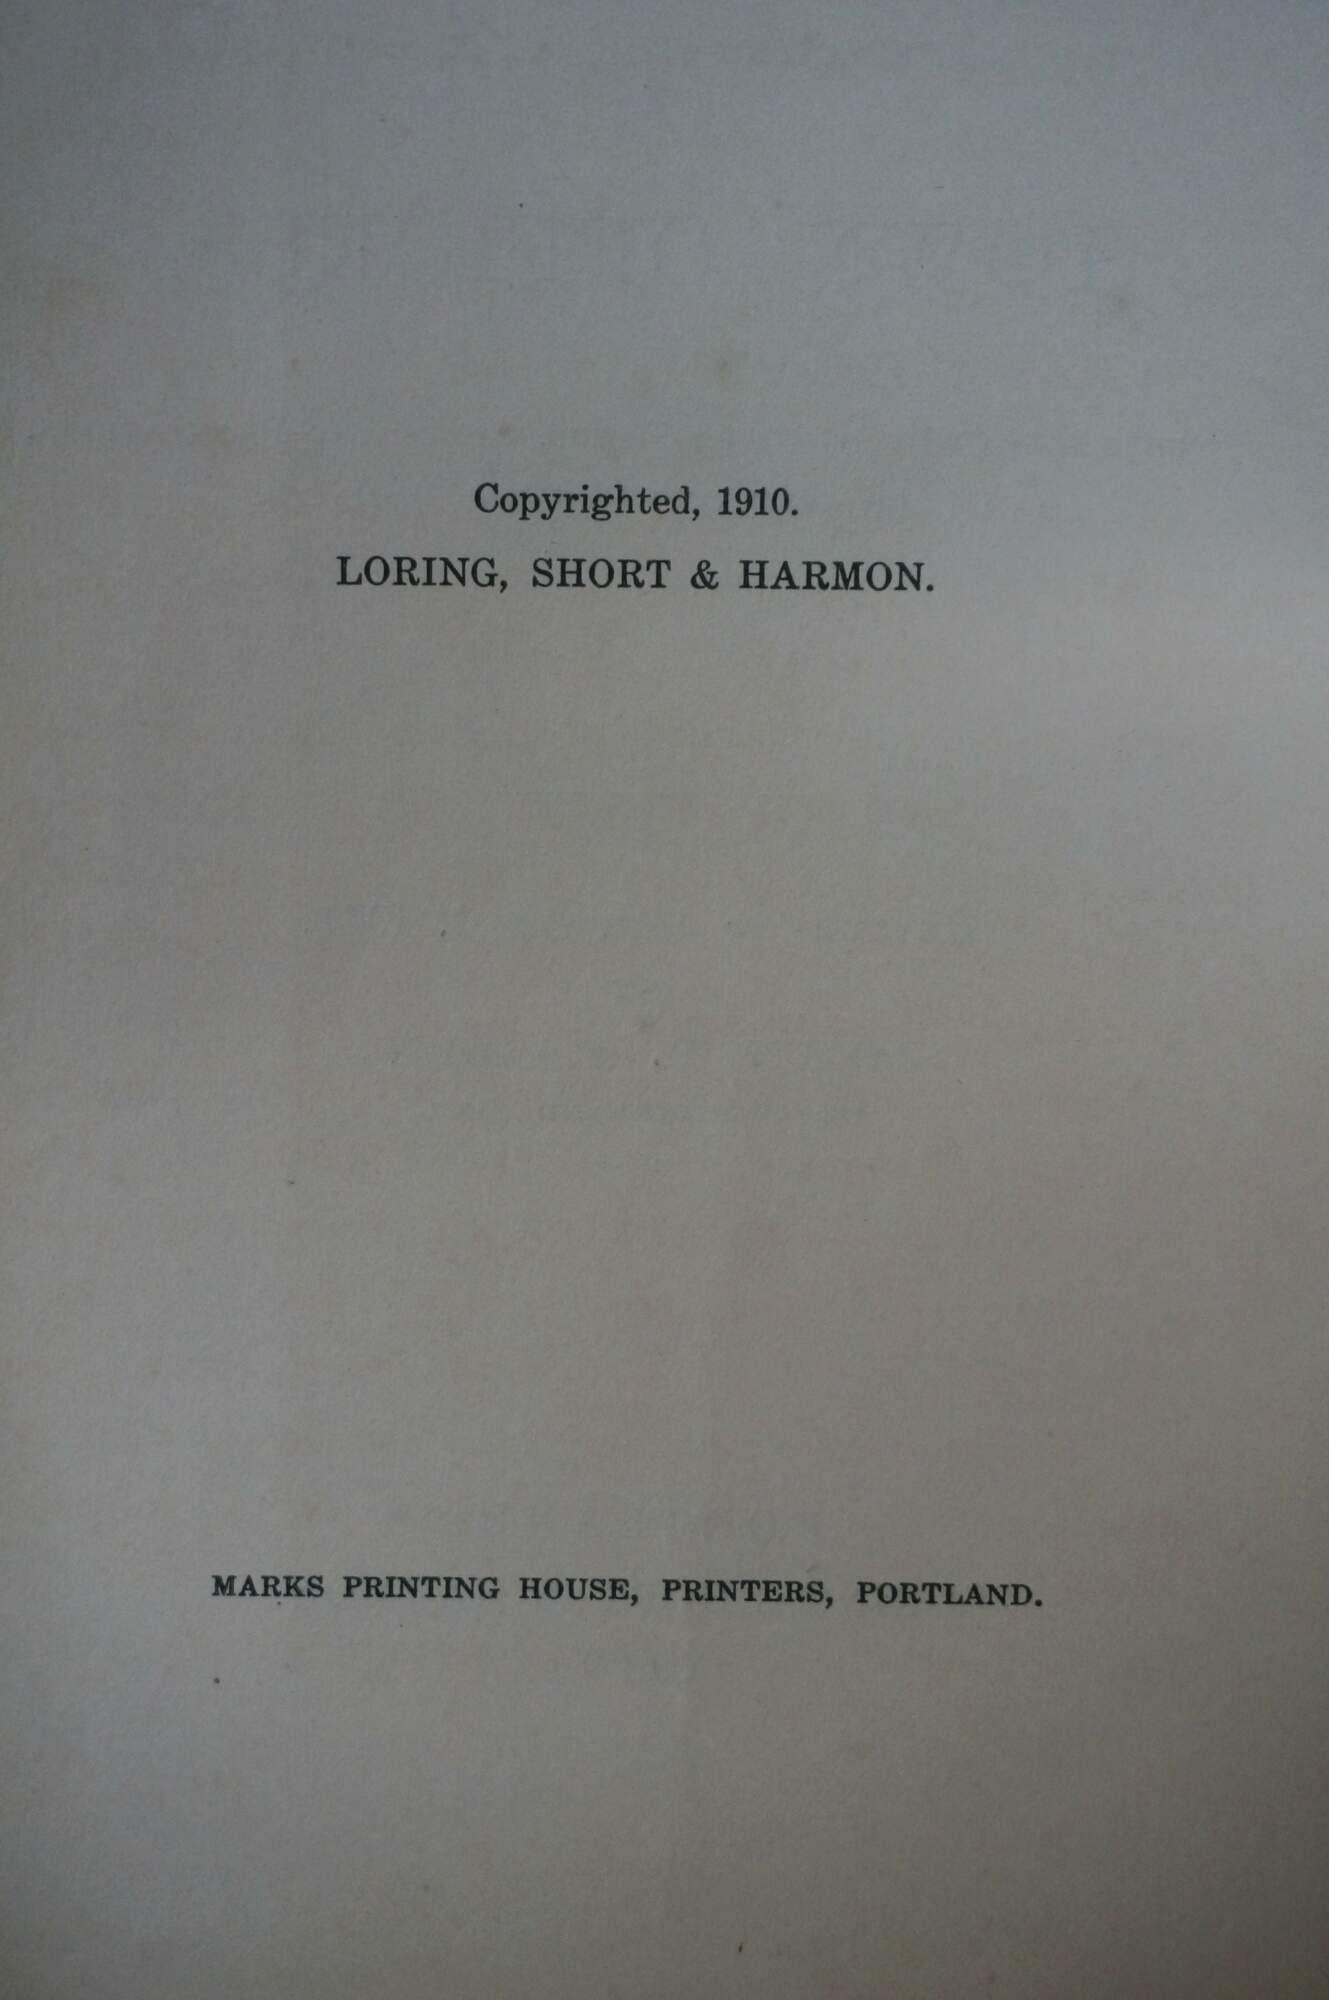 Copyrighted, 1910.
LORING, SHORT & HARMON.
MARKS PRINTING HOUSE, PRINTERS, PORTLAND.